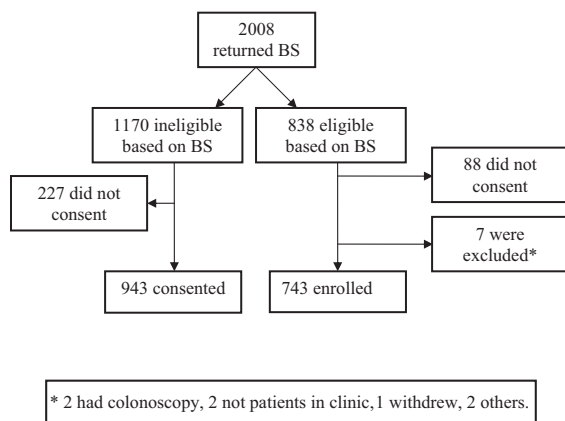 2008
returned BS
1170 ineligible
based on BS
838 eligible
based on BS
88 did not
consent
227 did not
consent
7 were
excluded*
943 consented
743 enrolled
* 2 had colonoscopy, 2 not patients in clinic,1 withdrew, 2 others.